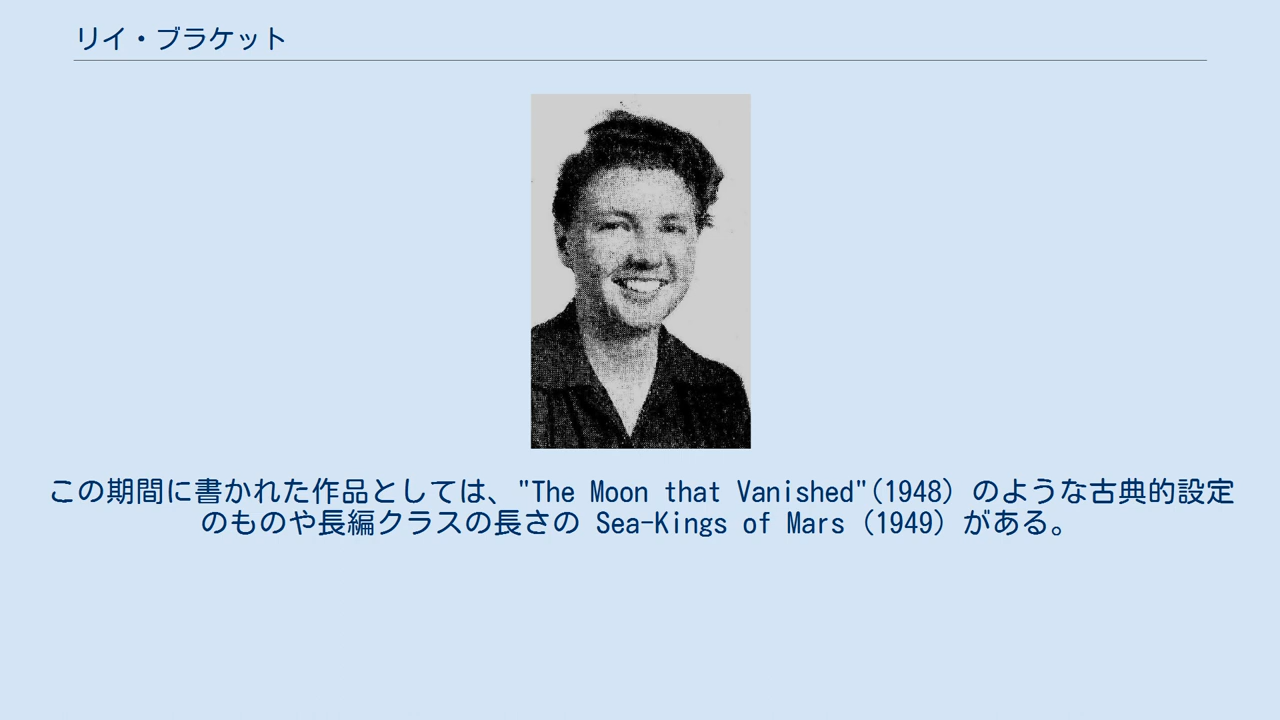 リイ・ブラケット
この期間に書かれた作品としては、"The Moon that Vanished"(1948) のような古典的設定
のものや長編クラスの長さの Sea-Kings of Mars (1949) がある。